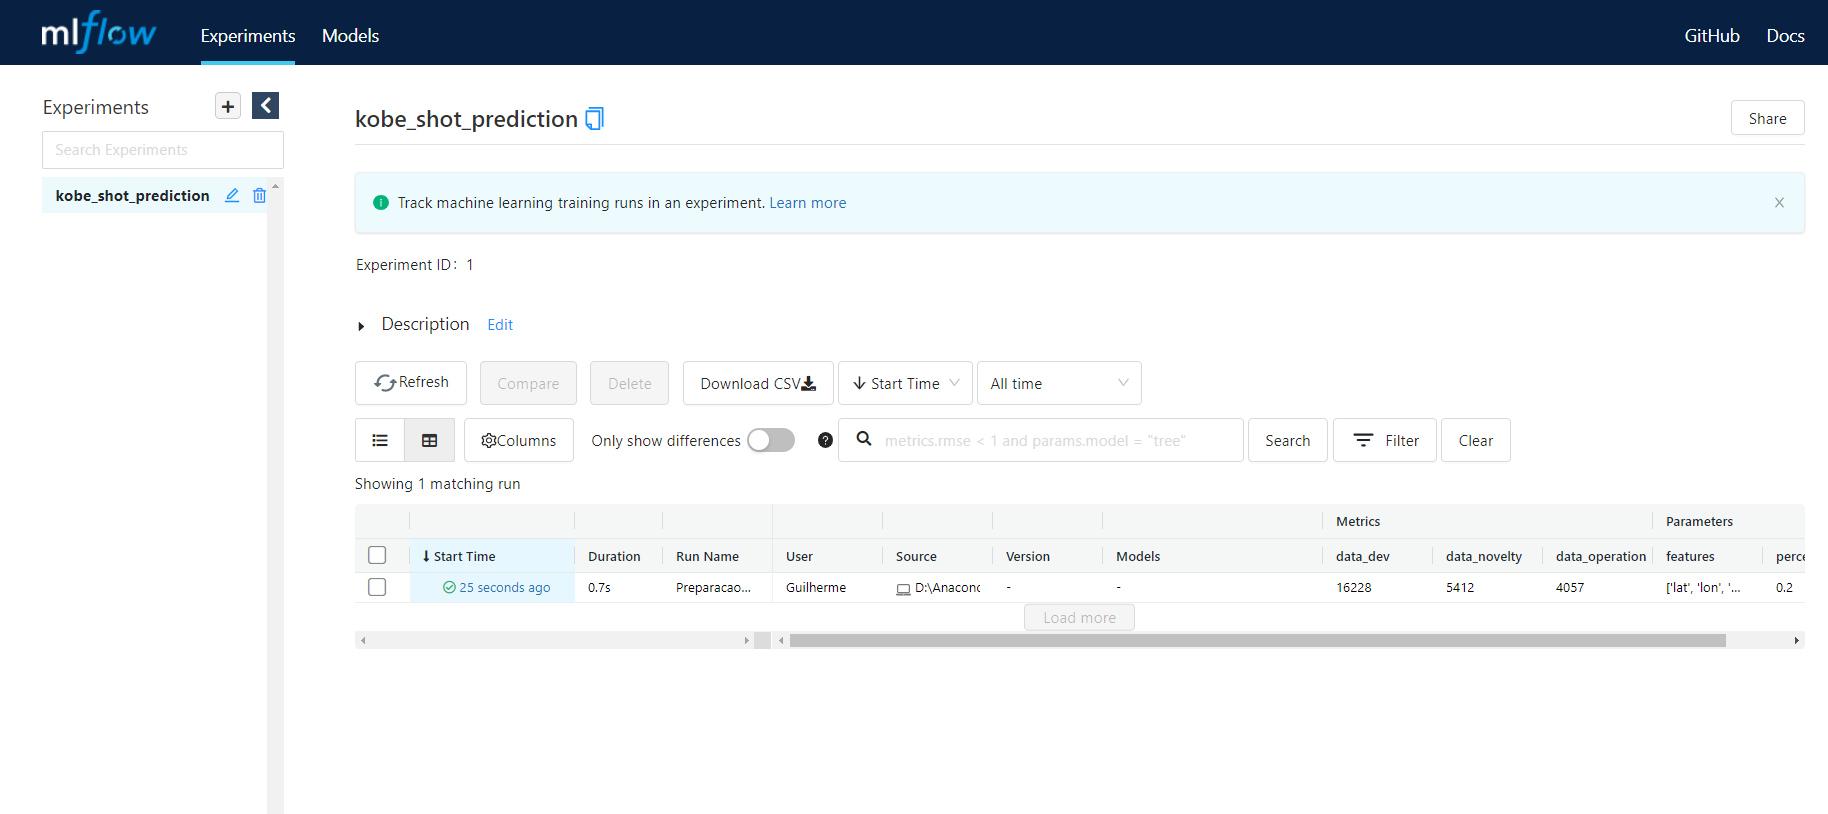 mlflow Experiments Models GitHub Docs
Experiments +
Search Experiments
kobe_shot_prediction
kobe_shot_prediction Share
Track machine learning training runs in an experiment. Learn more
Experiment ID: 1
Description Edit
Refresh Compare Delete Download CSV Start Time All time
Columns Only show differences ? metrics.rmse < 1 and params.model = "tree" Search Filter Clear
Showing 1 matching run
Metrics Parameters
Start Time Duration Run Name User Source Version Models data_dev data_novelty data_operation features perce
25 seconds ago 0.7s Preparacao... Guilherme D:\Anacond - - 16228 5412 4057 ['lat', 'lon', '... 0.2
Load more